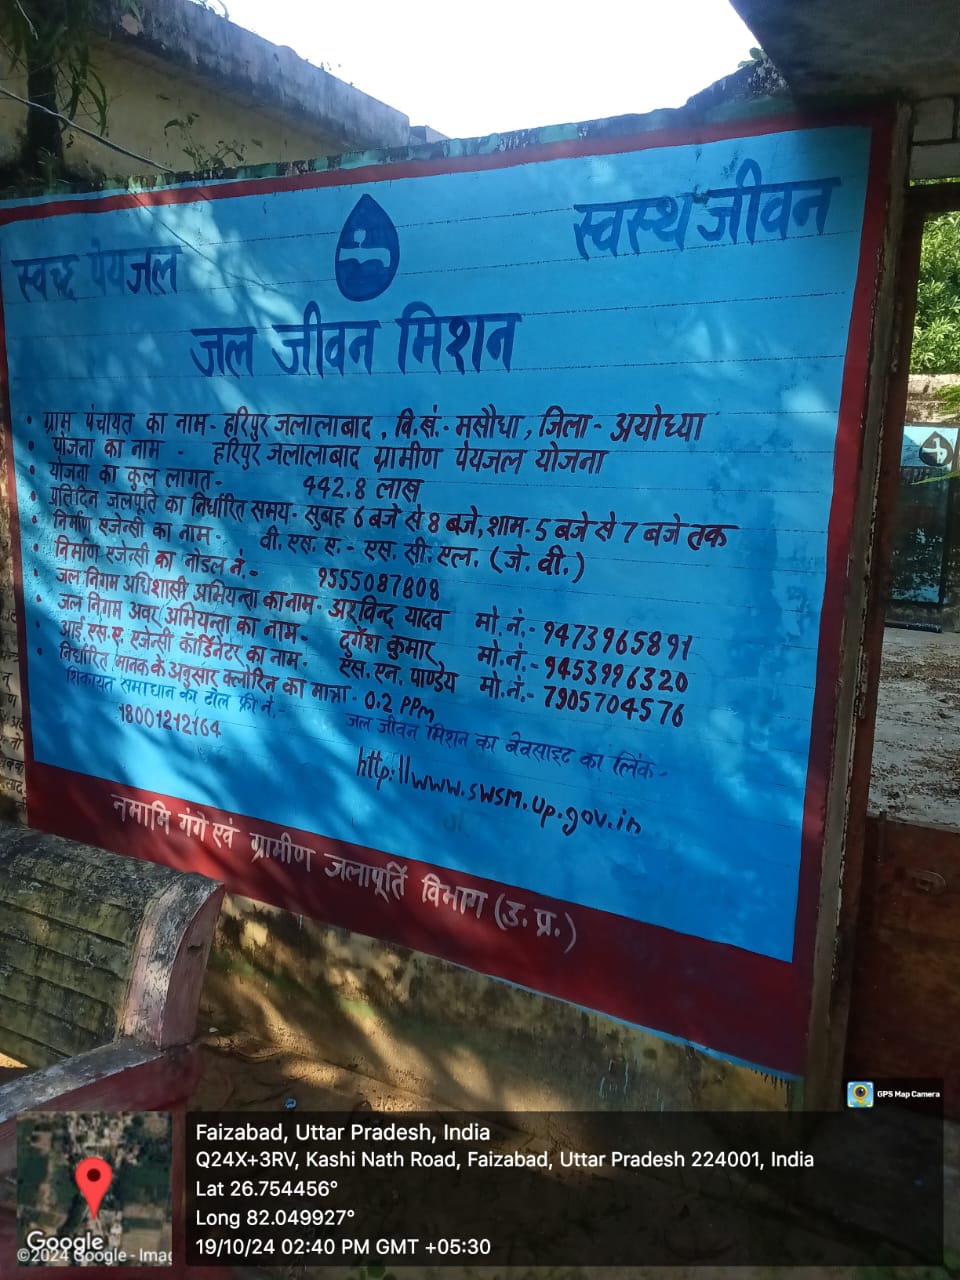 स्वच्छ पेयजल
स्वस्थ जीवन
जल जीवन मिशन
• ग्राम पंचायत का नाम - हरिपुर जलालाबाद , वि.सं.- मसौधा , जिला - अयोध्या
• योजना का नाम - हरिपुर जलालाबाद ग्रामीण पेयजल योजना
• योजना का कुल लागत - 442.8 लाख
• प्रतिदिन जलपूर्ति का निर्धारित समय - सुबह 6 बजे से 8 बजे, शाम - 5 बजे से 7 बजे तक
• निर्माण एजेन्सी का नाम - वी. एस. ए. - एस. सी. एल. (जे. वी.)
• निर्माण एजेन्सी का नोडल नं. - 9555087808
• जल निगम अधिशासी अभियन्ता का नाम - अरविन्द यादव मो. नं. - 9473965891
• जल निगम अवर अभियन्ता का नाम - दुर्गेश कुमार मो. नं. - 9453996320
• आई.एस.ए. एजेन्सी कॉर्डिनेटर का नाम - एस. एन. पाण्डेय मो. नं. - 7905704576
• निर्धारित मानक के अनुसार क्लोरिन का मात्रा - 0.2 PPm
शिकायत समाधान का टोल फ्री नं. - जल जीवन मिशन का बेवसाइट का लिंक -
18001212164
http://www.swsm.up.gov.in
नमामि गंगे एवं ग्रामीण जलापूर्ति विभाग (उ. प्र.)
GPS Map Camera
Faizabad, Uttar Pradesh, India
Q24X+3RV, Kashi Nath Road, Faizabad, Uttar Pradesh 224001, India
Lat 26.754456°
Long 82.049927°
19/10/24 02:40 PM GMT +05:30
Google
©2024 Google - Imag